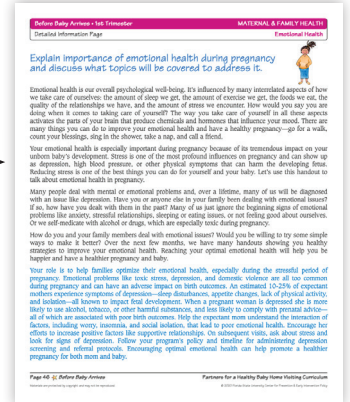 Before Baby Arrives • 1st Trimester
MATERNAL & FAMILY HEALTH
Detailed Information Page
Emotional Health
Explain importance of emotional health during pregnancy
and discuss what topics will be covered to address it.
Emotional health is our overall psychological well-being. It's influenced by many interrelated aspects of how
we take care of ourselves: the amount of sleep we get, the amount of exercise we get, the foods we eat, the
quality of the relationships we have, and the amount of stress we encounter. How would you say you are
doing when it comes to taking care of yourself? The way you take care of yourself in all these aspects
activates the parts of your brain that produce chemicals and hormones that influence your mood. There are
many things you can do to improve your emotional health and have a healthy pregnancy—go for a walk,
count your blessings, sing in the shower, take a nap, and call a friend.
Your emotional health is especially important during pregnancy because of its tremendous impact on your
unborn baby's development. Stress is one of the most profound influences on pregnancy and can show up
as depression, high blood pressure, or other physical symptoms that can harm the developing fetus.
Reducing stress is one of the best things you can do for yourself and your baby. Let's use this handout to
talk about emotional health in pregnancy.
Many people deal with mental or emotional problems and, over a lifetime, many of us will be diagnosed
with an issue like depression. Have you or anyone else in your family been dealing with emotional issues?
If so, how have you dealt with them in the past? Many of us just ignore the beginning signs of emotional
problems like anxiety, stressful relationships, sleeping or eating issues, or not feeling good about ourselves.
Or we self-medicate with alcohol or drugs, which are especially toxic during pregnancy.
How do you and your family members deal with emotional issues? Would you be willing to try some simple
ways to make it better? Over the next few months, we have many handouts showing you healthy
strategies to improve your emotional health. Reaching your optimal emotional health will help you be
happier and have a healthier pregnancy and baby.
Your role is to help families optimize their emotional health, especially during the stressful period of
pregnancy. Emotional problems like toxic stress, depression, and domestic violence are all too common
during pregnancy and can have an adverse impact on birth outcomes. An estimated 10-25% of expectant
mothers experience symptoms of depression—sleep disturbances, appetite changes, lack of physical activity,
and isolation—all known to impact fetal development. When a pregnant woman is depressed she is more
likely to use alcohol, tobacco, or other harmful substances, and less likely to comply with prenatal advice—
all of which are associated with poor birth outcomes. Help the expectant mom understand the interaction of
factors, including worry, insomnia, and social isolation, that lead to poor emotional health. Encourage her
efforts to increase positive factors like supportive relationships. On subsequent visits, ask about stress and
look for signs of depression. Follow your program's policy and timeline for administering depression
screening and referral protocols. Encouraging optimal emotional health can help promote a healthier
pregnancy for both mom and baby.
Page 48 Before Baby Arrives
Partners for a Healthy Baby Home Visiting Curriculum